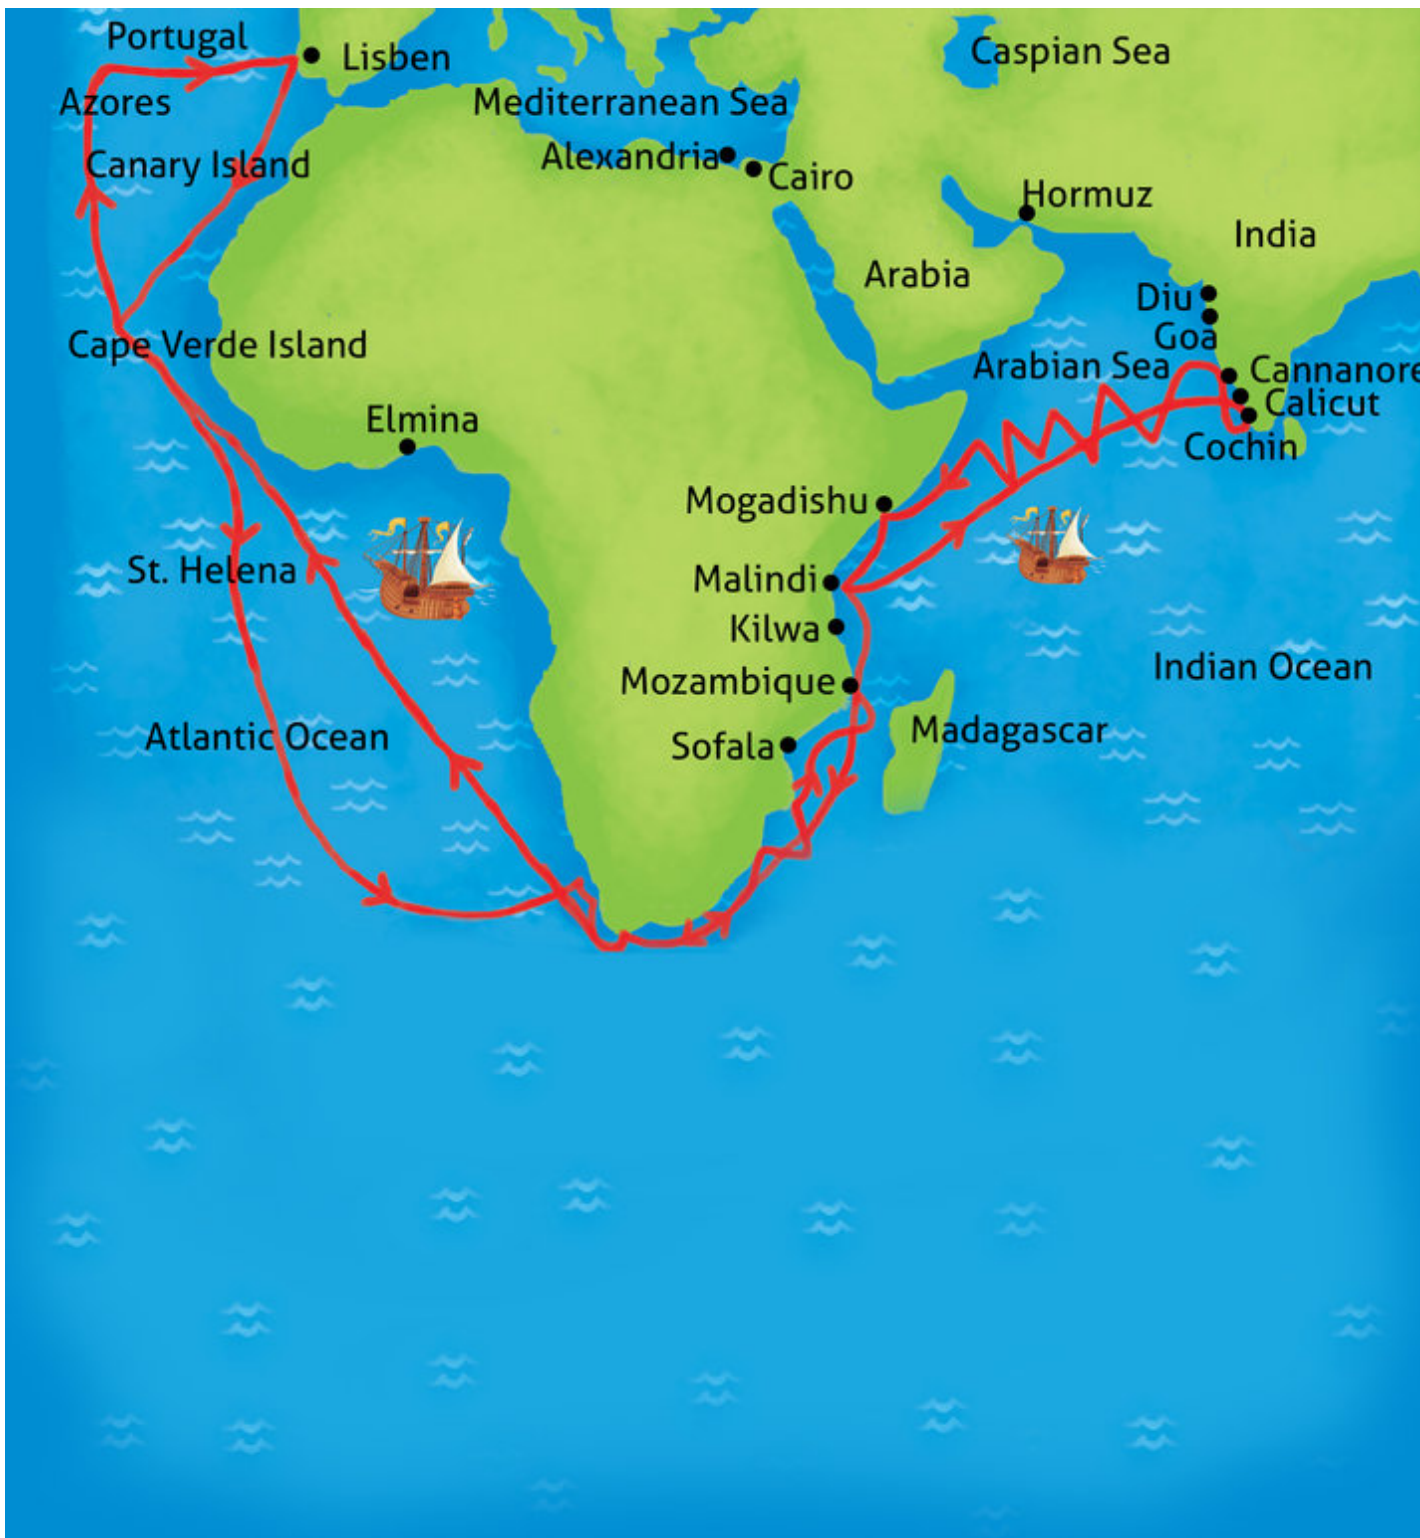 Portugal
Lisben
Caspian Sea
Azores
Mediterranean Sea
Alexandria
Canary Island
Cairo
Hormuz
India
Arabia
Diu
Goa
Cape Verde Island
Arabian Sea
Cannanore
Calicut
Elmina
Cochin
Mogadishu
St. Helena
Malindi
Kilwa
Indian Ocean
Mozambique
Atlantic Ocean
Sofala
Madagascar